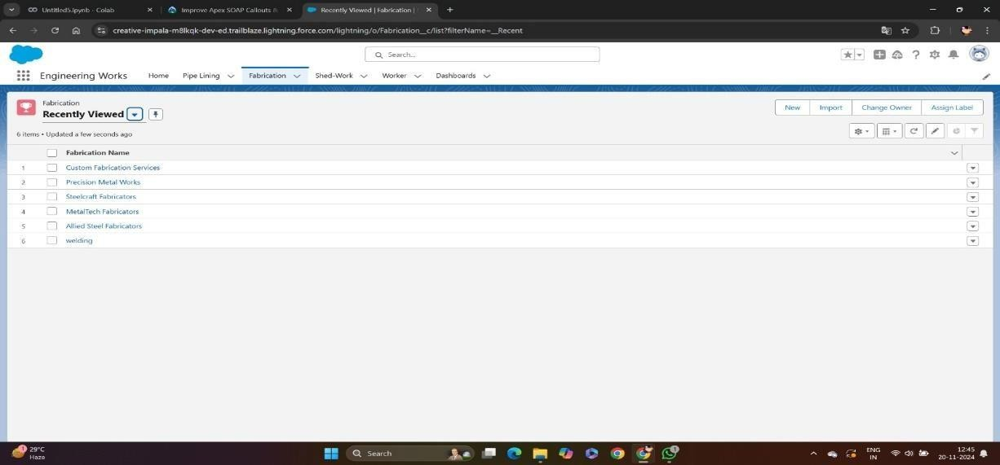 Untitled5.ipynb - Colab
Improve Apex SOAP Callouts &
Recently Viewed | Fabrication |
creative-impala-m8lkqk-dev-ed.trailblaze.lightning.force.com/lightning/o/Fabrication__c/list?filterName=__Recent
Search...
Engineering Works Home Pipe Lining Fabrication Shed-Work Worker Dashboards
Fabrication
Recently Viewed
New Import Change Owner Assign Label
6 items • Updated a few seconds ago
Fabrication Name
1 Custom Fabrication Services
2 Precision Metal Works
3 Steelcraft Fabricators
4 MetalTech Fabricators
5 Allied Steel Fabricators
6 welding
1
29°C
Haze
Search
1
ENG
IN
12:45
20-11-2024